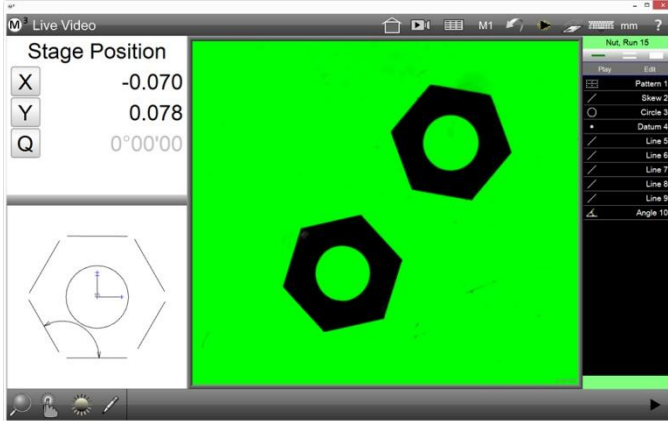 M³ Live Video
M1
mm
?
Stage Position
X -0.070
Y 0.078
Q 0°00'00
Nut, Run 15
Play Edit
Pattern 1
Skew 2
Circle 3
Datum 4
Line 5
Line 6
Line 7
Line 8
Line 9
Angle 10